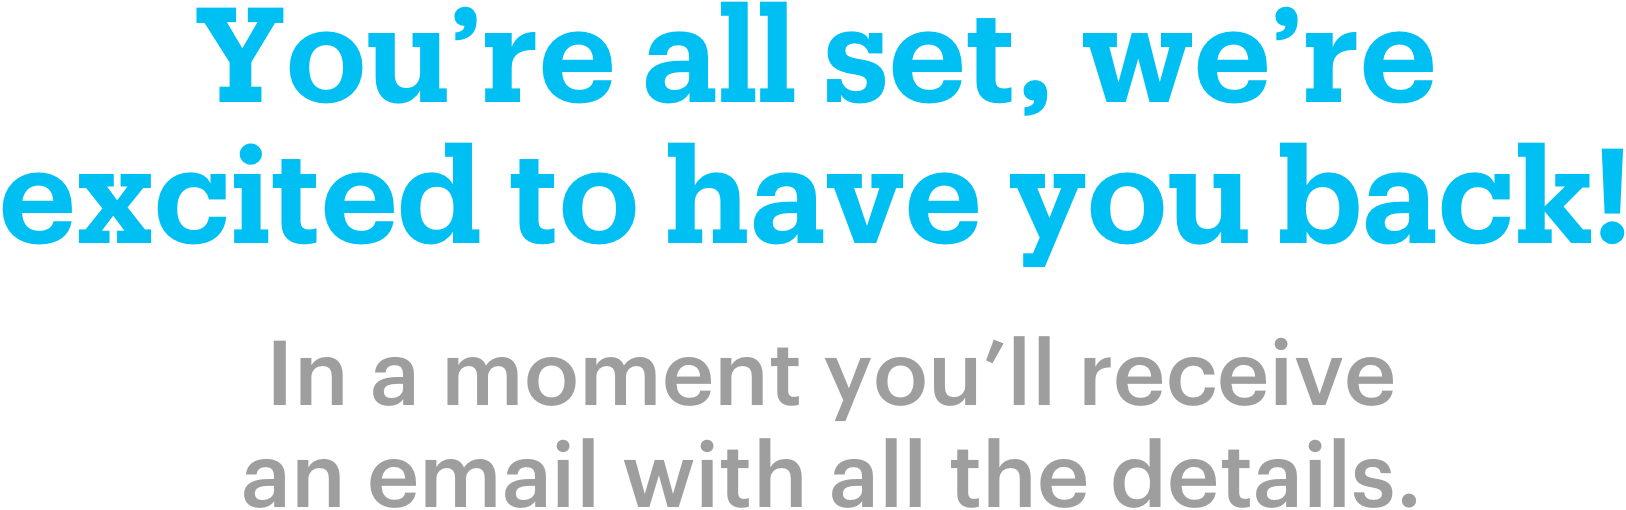 You’re all set, we’re
excited to have you back!
In a moment you’ll receive
an email with all the details.